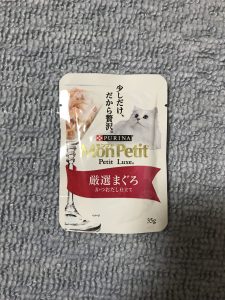 少しだけ、
だから贅沢。
PURINA
MonPetit
Petit Luxe®
厳選まぐろ
かつおだし仕立て
35g